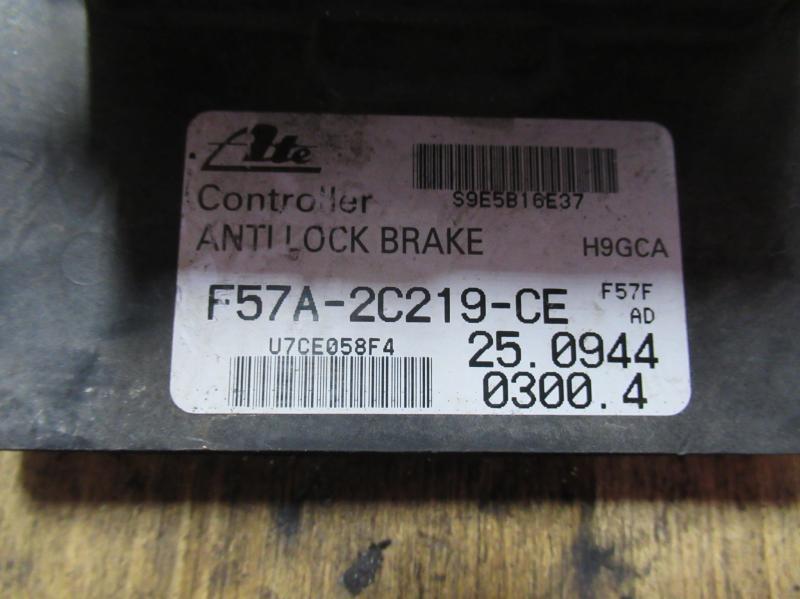 Ate
S9E5B16E37
Controller
ANTI LOCK BRAKE H9GCA
F57A-2C219-CE F57F
AD
U7CE058F4 25.0944
0300.4